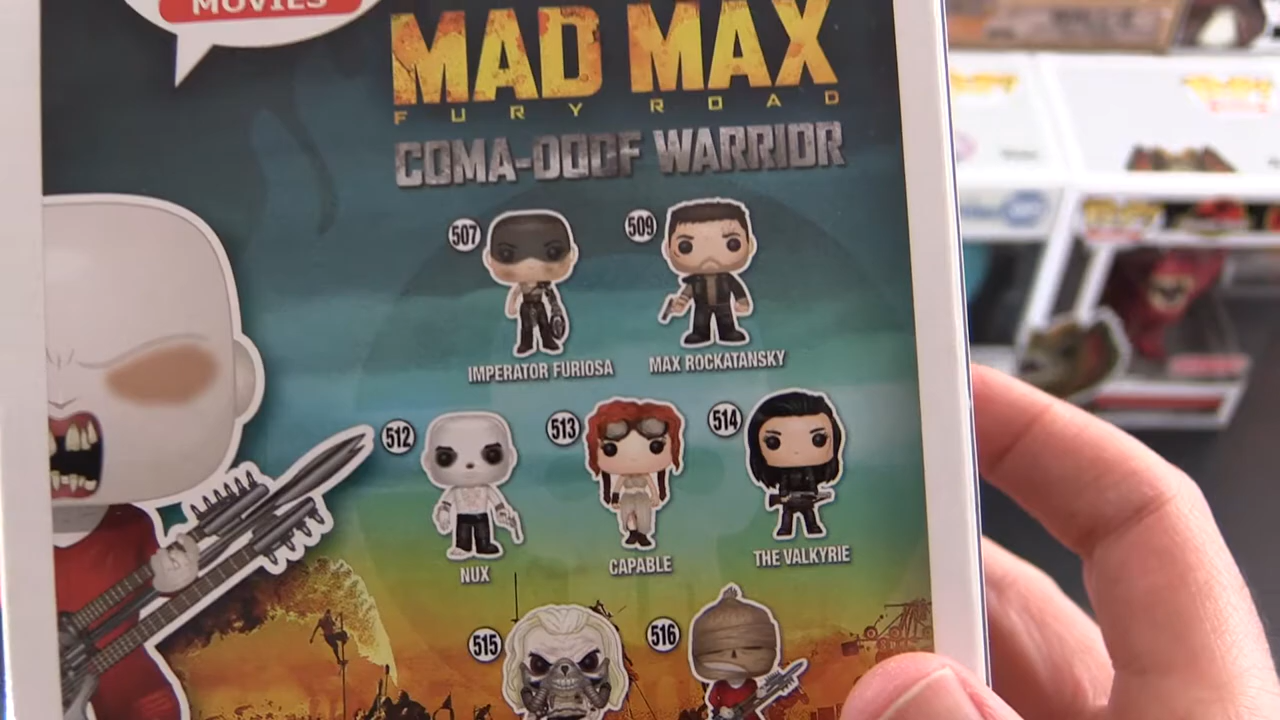 MOVIES
MAD MAX
FURY ROAD
COMA-DOOF WARRIOR
507
509
IMPERATOR FURIOSA
MAX ROCKATANSKY
512
513
514
NUX
CAPABLE
THE VALKYRIE
515
516